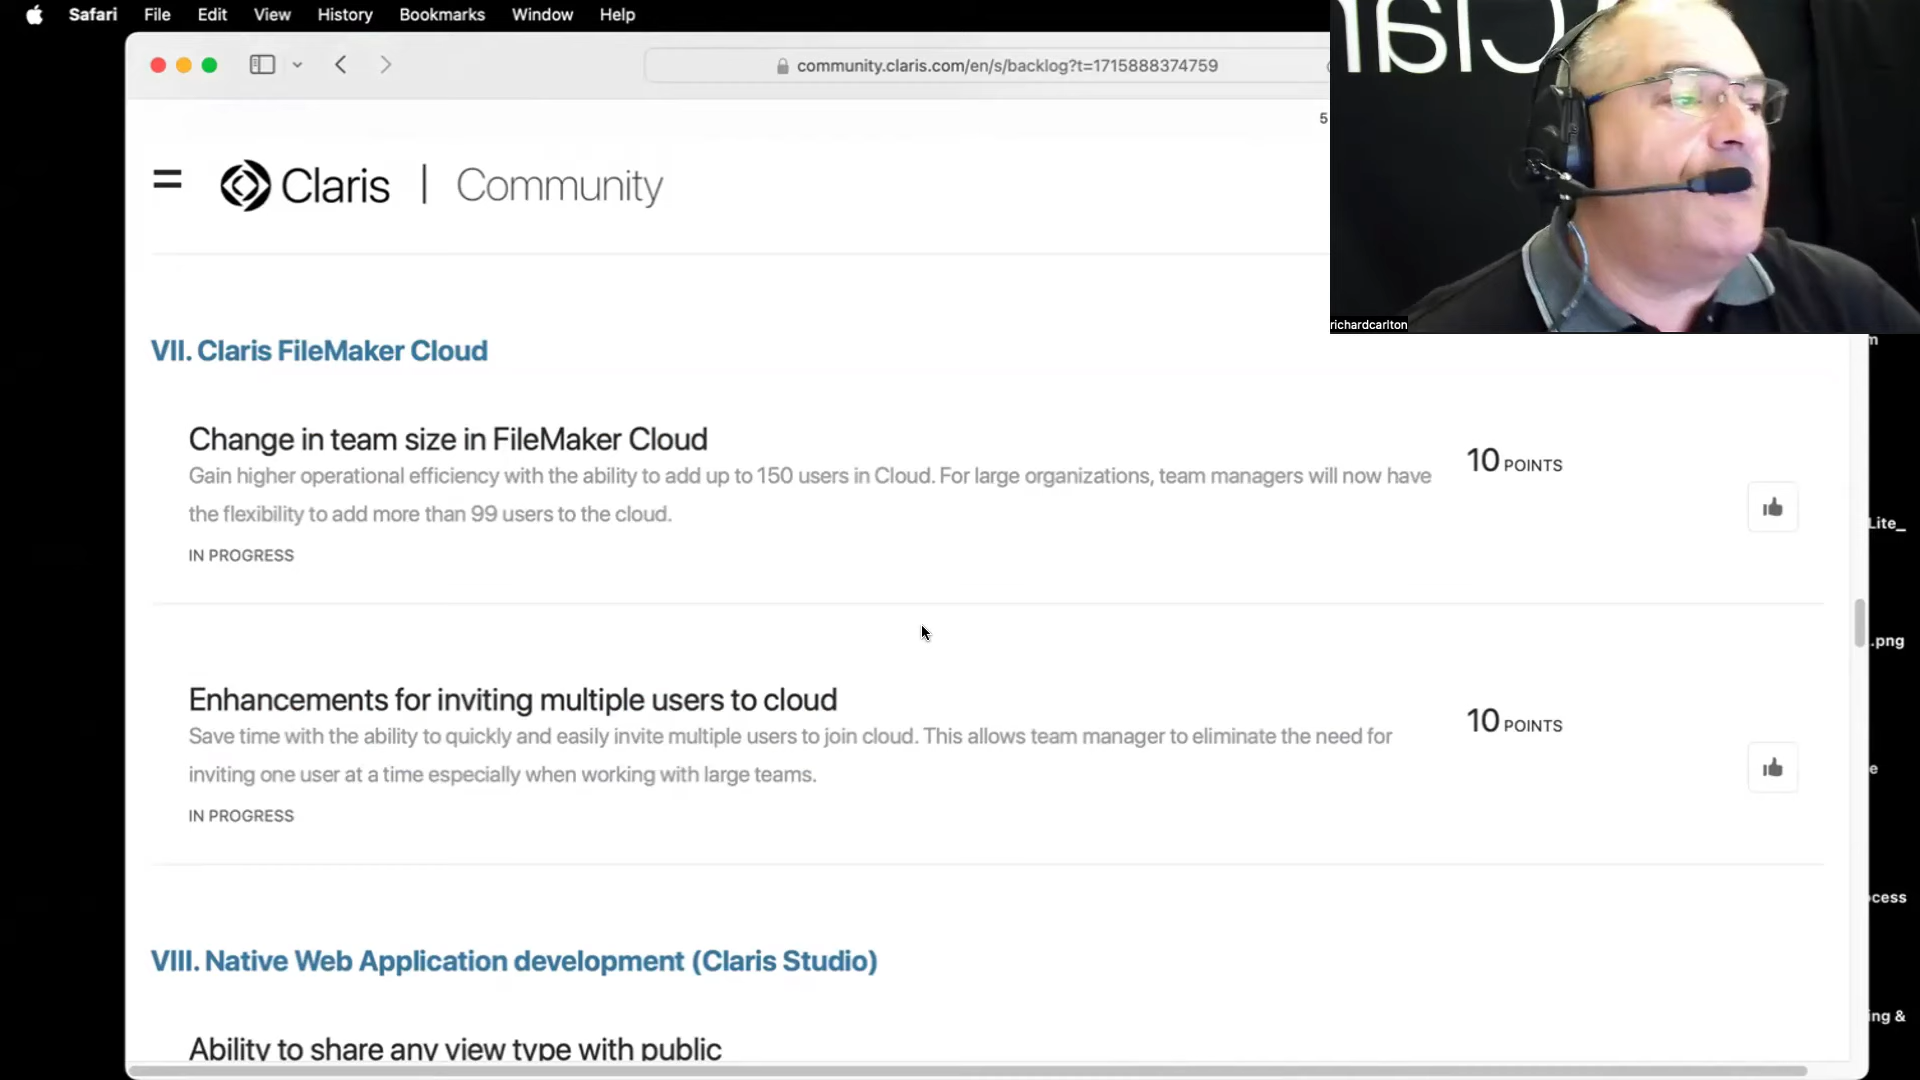 Safari File Edit View History Bookmarks Window Help
community.claris.com/en/s/backlog?t=1715888374759
5
Claris | Community
Clar
richardcarlton
VII. Claris FileMaker Cloud
Change in team size in FileMaker Cloud
10 POINTS
Gain higher operational efficiency with the ability to add up to 150 users in Cloud. For large organizations, team managers will now have
the flexibility to add more than 99 users to the cloud.
IN PROGRESS
Lite_
.png
Enhancements for inviting multiple users to cloud
10 POINTS
Save time with the ability to quickly and easily invite multiple users to join cloud. This allows team manager to eliminate the need for
inviting one user at a time especially when working with large teams.
IN PROGRESS
cess
VIII. Native Web Application development (Claris Studio)
ing &
Ability to share any view type with public